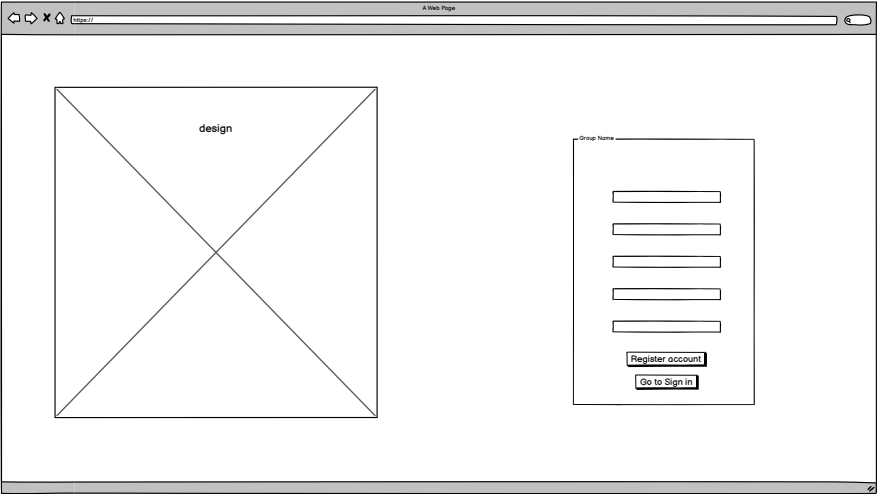 A Web Page
https://
design
Group Name
Register account
Go to Sign in